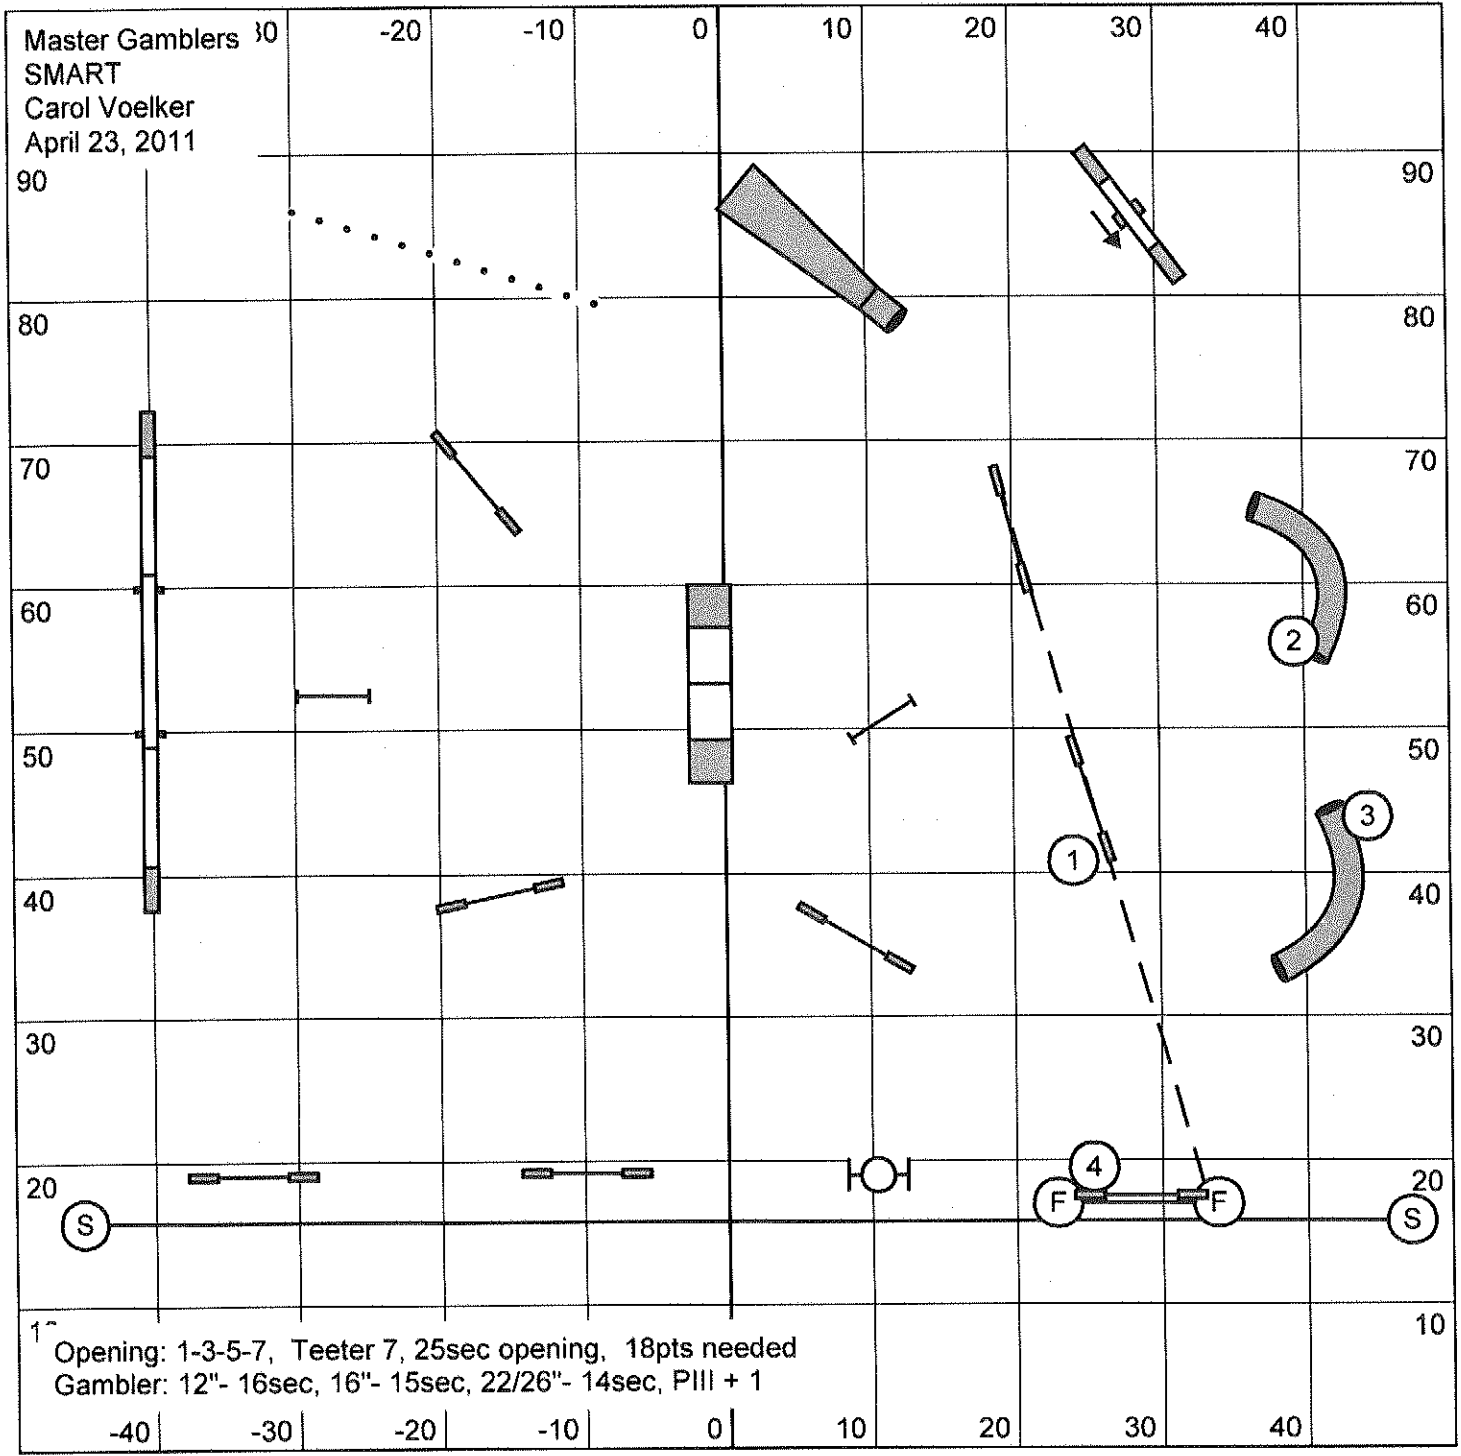 Master Gamblers
SMART
Carol Voelker
April 23, 2011
-20 -10 0 10 20 30 40
90 90
80 80
70 70
60 60
2
50 50
3
1
40 40
30 30
4
20 20
F F
S S
10
Opening: 1-3-5-7, Teeter 7, 25sec opening, 18pts needed
Gambler: 12"- 16sec, 16"- 15sec, 22/26"- 14sec, PIII + 1
-40 -30 -20 -10 0 10 20 30 40